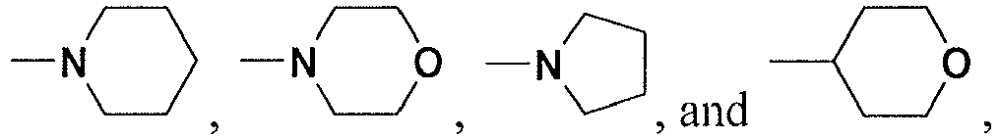 N , N O , N , and O ,